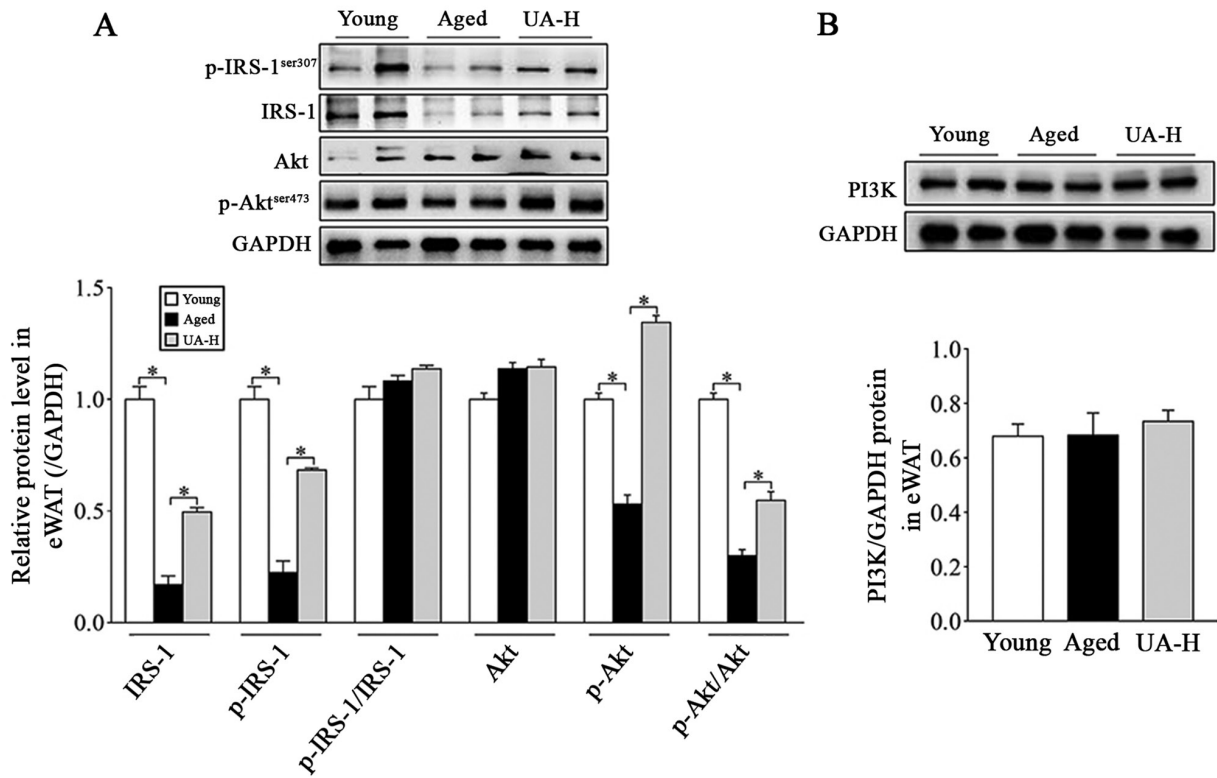 A
Young Aged UA-H
p-IRS-1ser307
IRS-1
Akt
p-Aktser473
GAPDH
Relative protein level in
eWAT (/GAPDH)
1.5
1.0
0.5
0.0
Young
Aged
UA-H
* * * * * * * *
IRS-1
p-IRS-1
p-IRS-1/IRS-1
Akt
p-Akt
p-Akt/Akt
B
Young Aged UA-H
PI3K
GAPDH
PI3K/GAPDH protein
in eWAT
1.0
0.8
0.6
0.4
0.2
0.0
Young Aged UA-H